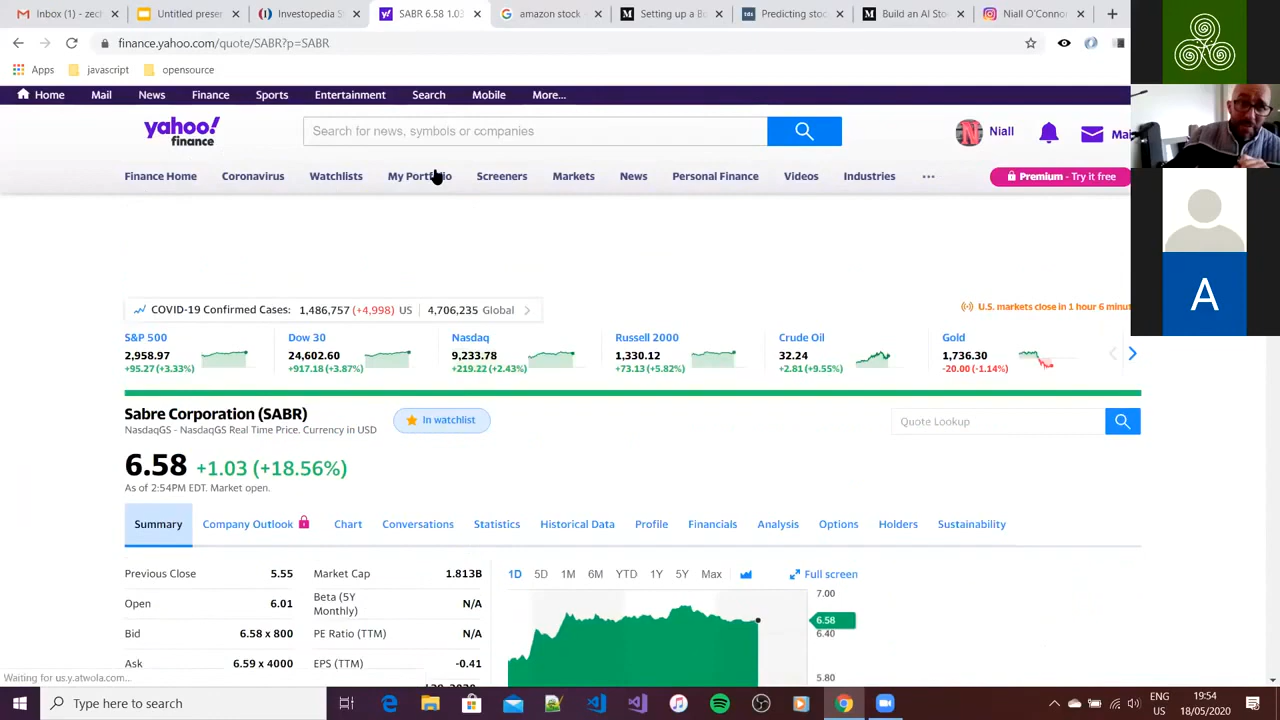 Inbox (1) - zech
Untitled preser
Investopedia S
SABR 6.58 1.03
amazon stock
Setting up a Bo
Predicting stoc
Build an AI Stoc
Niall O'Connor
finance.yahoo.com/quote/SABR?p=SABR
Apps javascript opensource
Home Mail News Finance Sports Entertainment Search Mobile More...
yahoo! finance
Search for news, symbols or companies
Niall
Mai
Finance Home Coronavirus Watchlists My Portfolio Screeners Markets News Personal Finance Videos Industries ... Premium - Try it free
COVID-19 Confirmed Cases: 1,486,757 (+4,998) US 4,706,235 Global
U.S. markets close in 1 hour 6 minut
S&P 500 Dow 30 Nasdaq Russell 2000 Crude Oil Gold
2,958.97 24,602.60 9,233.78 1,330.12 32.24 1,736.30
+95.27 (+3.33%) +917.18 (+3.87%) +219.22 (+2.43%) +73.13 (+5.82%) +2.81 (+9.55%) -20.00 (-1.14%)
A
Sabre Corporation (SABR)
In watchlist
Quote Lookup
NasdaqGS - NasdaqGS Real Time Price. Currency in USD
6.58 +1.03 (+18.56%)
As of 2:54PM EDT. Market open.
Summary Company Outlook Chart Conversations Statistics Historical Data Profile Financials Analysis Options Holders Sustainability
Previous Close 5.55 Market Cap 1.813B
1D 5D 1M 6M YTD 1Y 5Y Max Full screen
Open 6.01 Beta (5Y Monthly) N/A
Bid 6.58 x 800 PE Ratio (TTM) N/A
Ask 6.59 x 4000 EPS (TTM) -0.41
7.00
6.58
6.40
5.80
Waiting for us.y.atwola.com...
Type here to search
ENG
US
19:54
18/05/2020